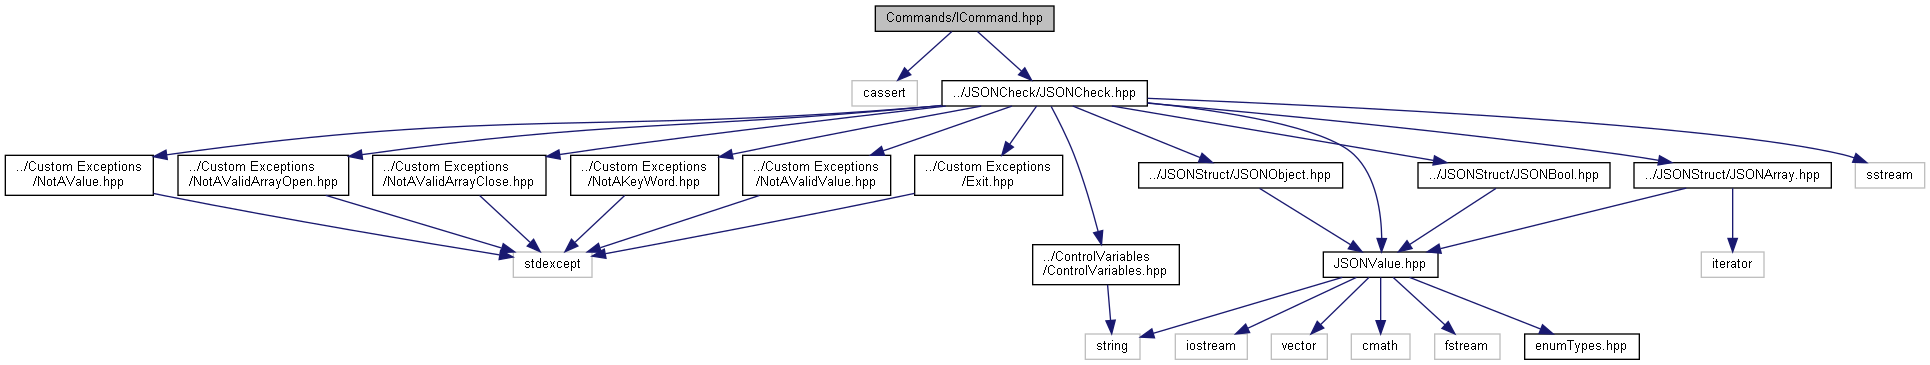 Commands/ICommand.hpp
cassert
../JSONCheck/JSONCheck.hpp
../Custom Exceptions
/NotAValue.hpp
../Custom Exceptions
/NotAValidArrayOpen.hpp
../Custom Exceptions
/NotAValidArrayClose.hpp
../Custom Exceptions
/NotAKeyWord.hpp
../Custom Exceptions
/NotAValidValue.hpp
../Custom Exceptions
/Exit.hpp
../JSONStruct/JSONObject.hpp
../JSONStruct/JSONBool.hpp
../JSONStruct/JSONArray.hpp
sstream
stdexcept
../ControlVariables
/ControlVariables.hpp
JSONValue.hpp
iterator
string
iostream
vector
cmath
fstream
enumTypes.hpp